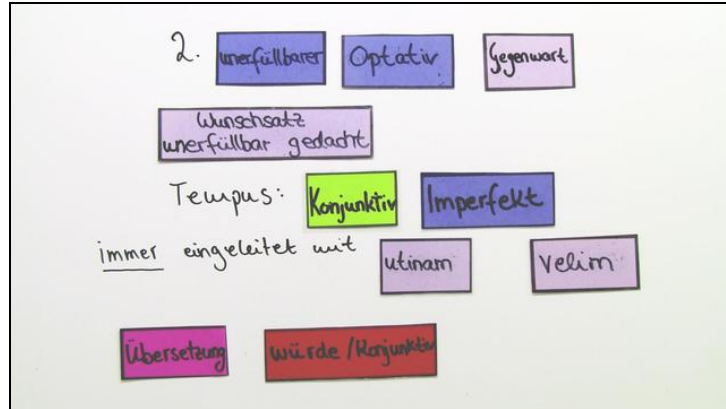 2. unerfüllbarer Optativ Gegenwart
Wunschsatz
unerfüllbar gedacht
Tempus: Konjunktiv Imperfekt
immer eingeleitet mit utinam velim
Übersetzung würde/Konjunktiv